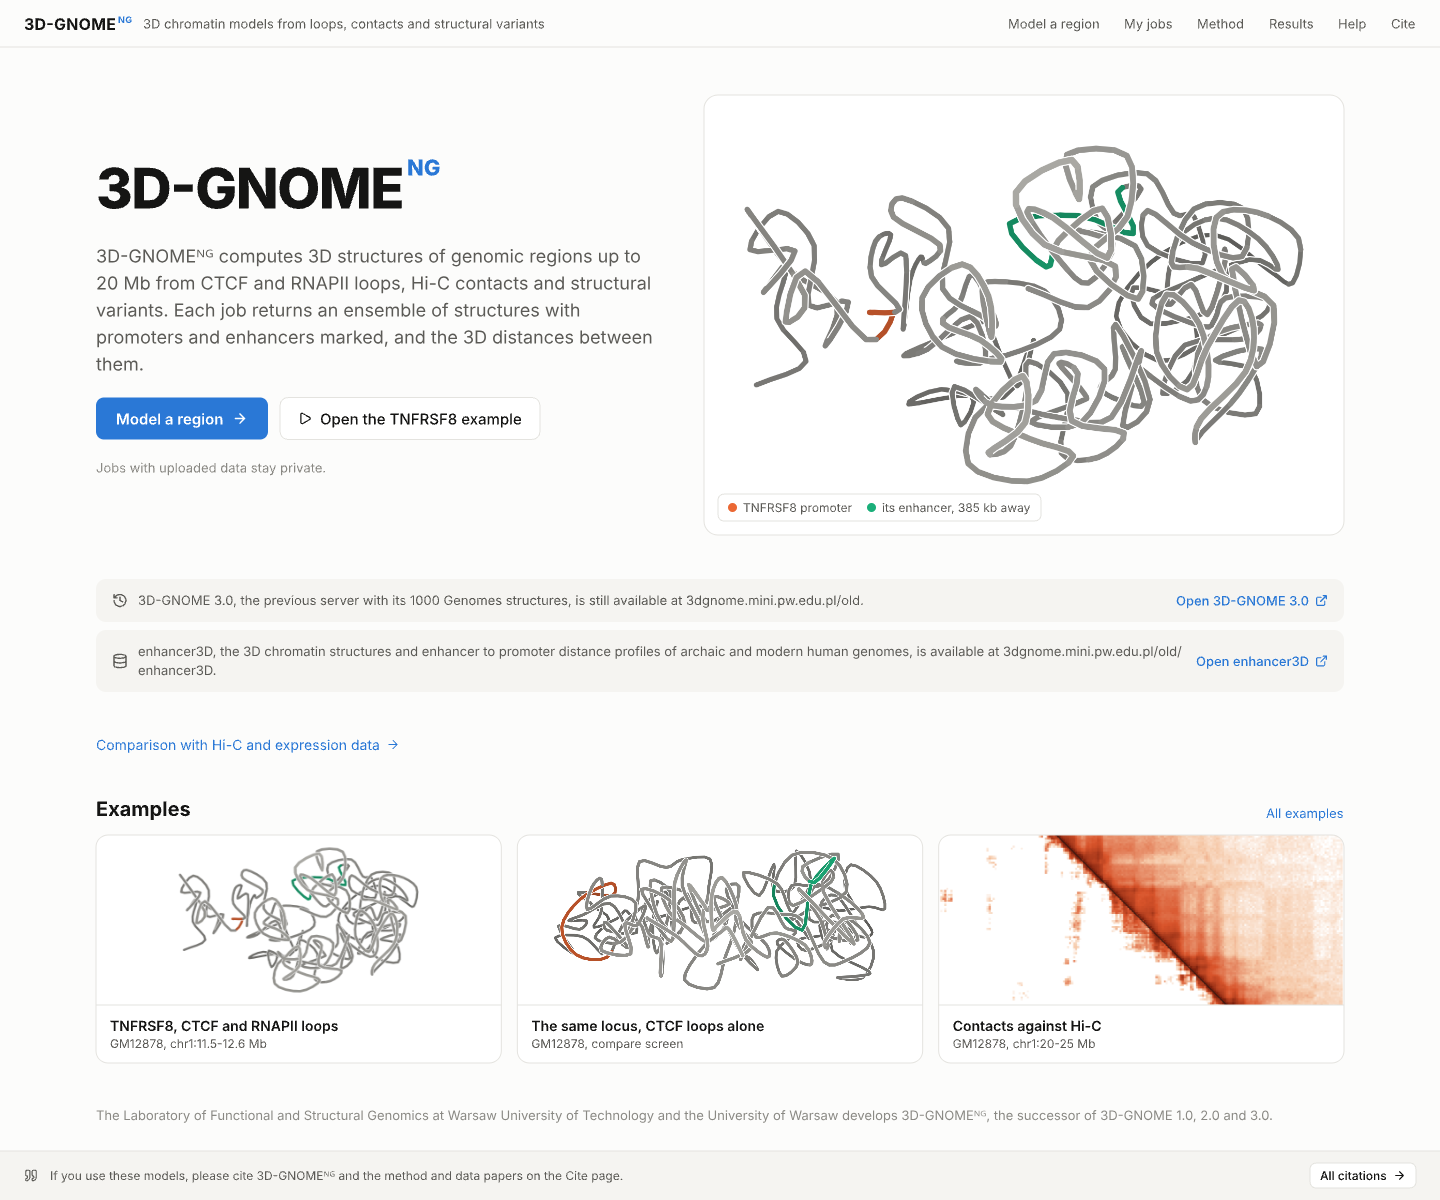 3D-GNOME NG 3D chromatin models from loops, contacts and structural variants
Model a region My jobs Method Results Help Cite
3D-GNOME NG
3D-GNOMEᴺᴳ computes 3D structures of genomic regions up to
20 Mb from CTCF and RNAPII loops, Hi-C contacts and structural
variants. Each job returns an ensemble of structures with
promoters and enhancers marked, and the 3D distances between
them.
Model a region → Open the TNFRSF8 example
Jobs with uploaded data stay private.
TNFRSF8 promoter its enhancer, 385 kb away
3D-GNOME 3.0, the previous server with its 1000 Genomes structures, is still available at 3dgnome.mini.pw.edu.pl/old.
Open 3D-GNOME 3.0
enhancer3D, the 3D chromatin structures and enhancer to promoter distance profiles of archaic and modern human genomes, is available at 3dgnome.mini.pw.edu.pl/old/
enhancer3D.
Open enhancer3D
Comparison with Hi-C and expression data →
Examples
All examples
TNFRSF8, CTCF and RNAPII loops
GM12878, chr1:11.5-12.6 Mb
The same locus, CTCF loops alone
GM12878, compare screen
Contacts against Hi-C
GM12878, chr1:20-25 Mb
The Laboratory of Functional and Structural Genomics at Warsaw University of Technology and the University of Warsaw develops 3D-GNOMEᴺᴳ, the successor of 3D-GNOME 1.0, 2.0 and 3.0.
If you use these models, please cite 3D-GNOMEᴺᴳ and the method and data papers on the Cite page.
All citations →